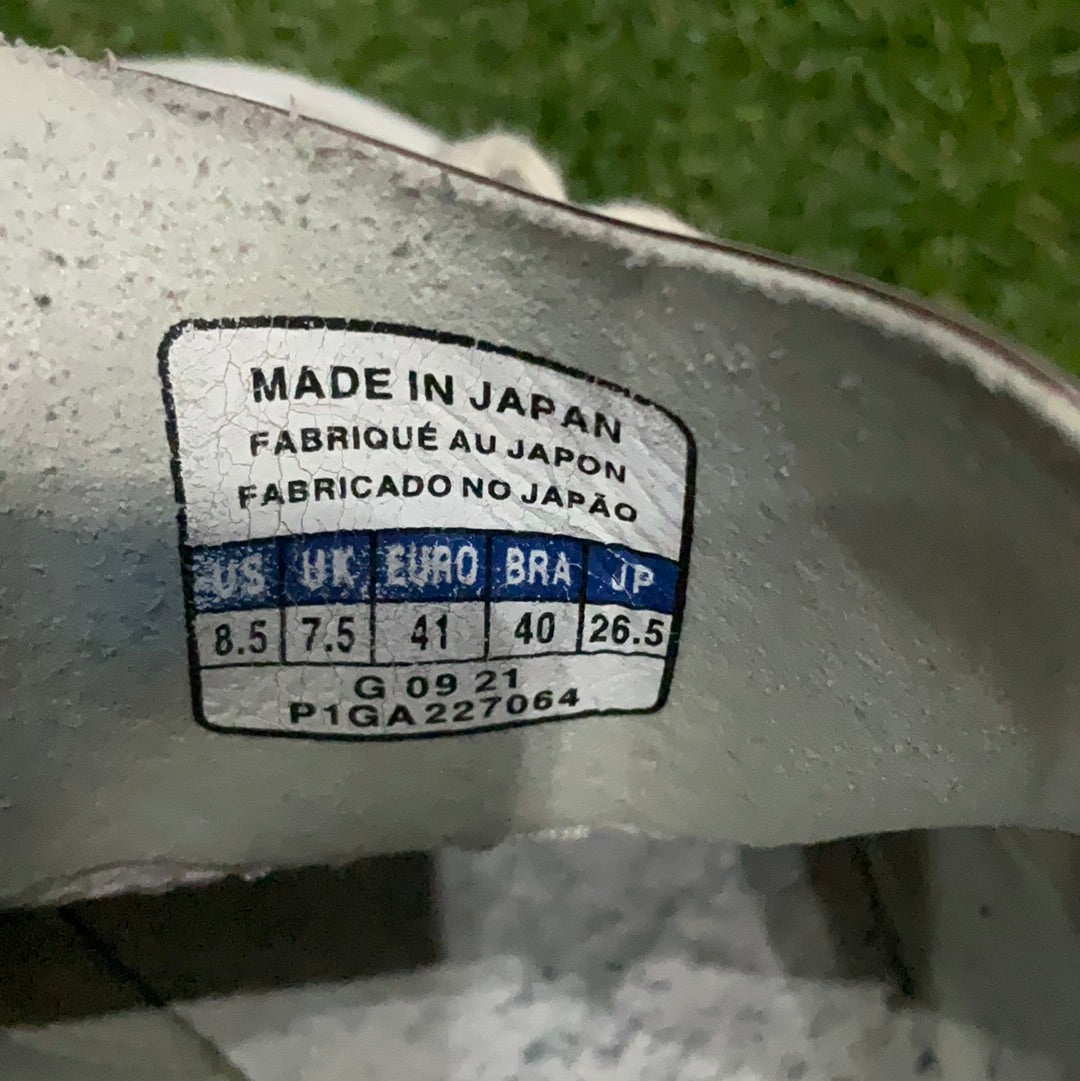 MADE IN JAPAN
FABRIQUÉ AU JAPON
FABRICADO NO JAPÃO
US UK EURO BRA JP
8.5 7.5 41 40 26.5
G 09 21
P1GA227064